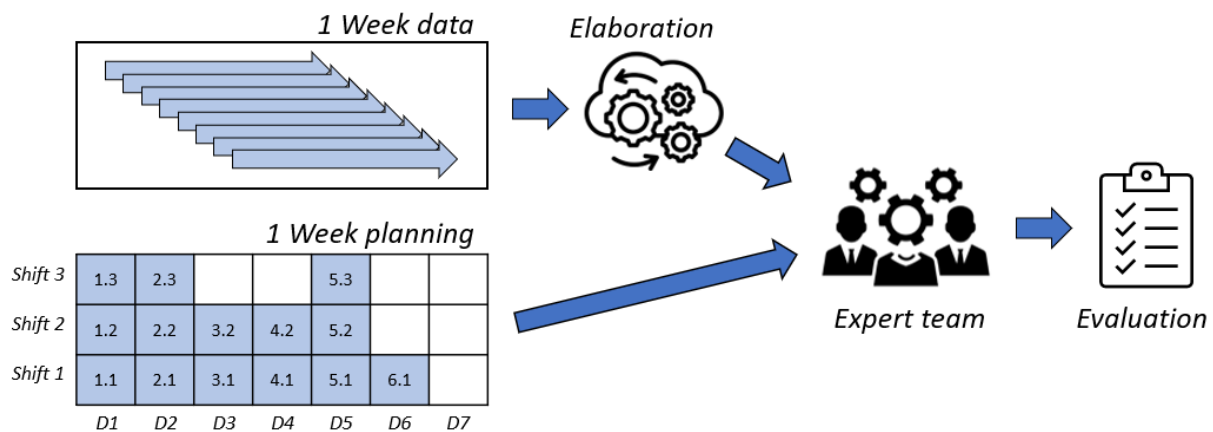 1 Week data
Elaboration
1 Week planning
Shift 3 1.3 2.3 5.3
Shift 2 1.2 2.2 3.2 4.2 5.2
Shift 1 1.1 2.1 3.1 4.1 5.1 6.1
D1 D2 D3 D4 D5 D6 D7
Expert team
Evaluation